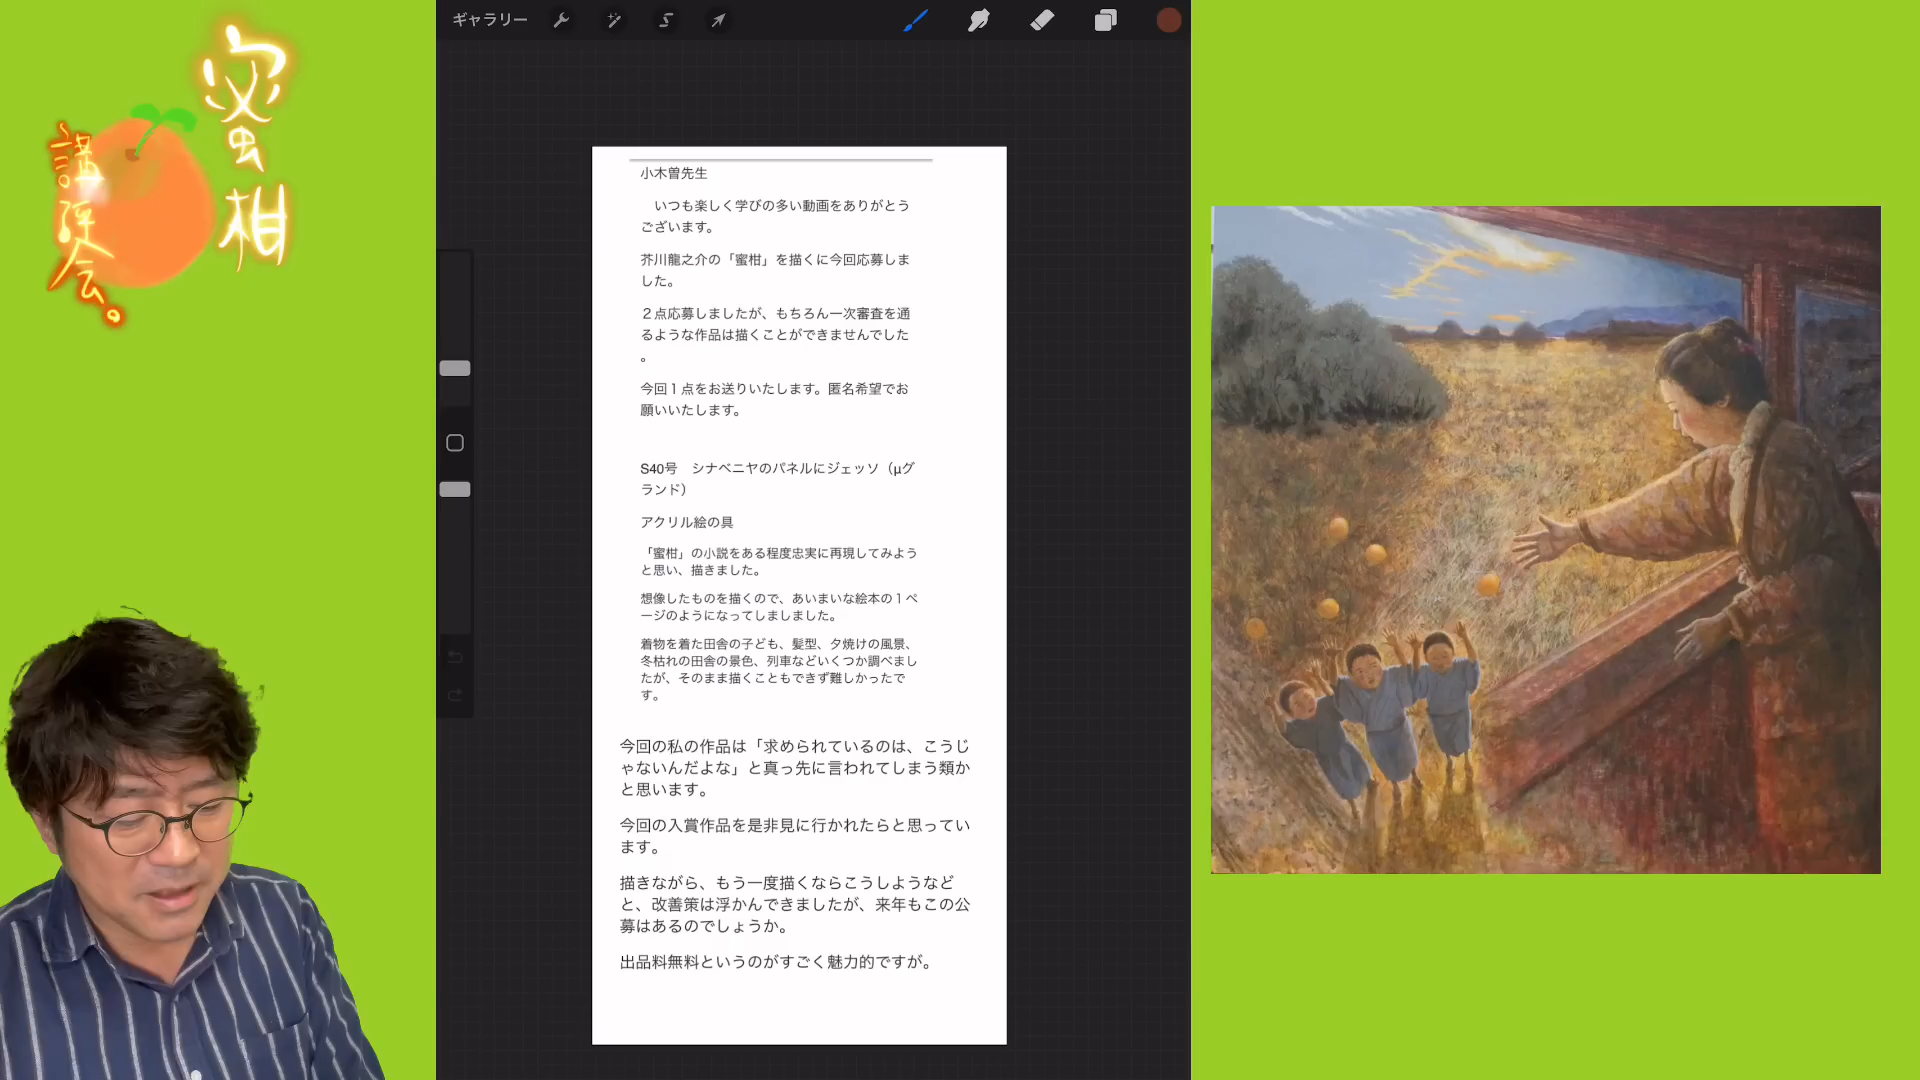 蜜柑
講座会。
ギャラリー
小木曽先生
いつも楽しく学びの多い動画をありがとう
ございます。
芥川龍之介の「蜜柑」を描くに今回応募しま
した。
２点応募しましたが、もちろん一次審査を通
るような作品は描くことができませんでした
。
今回１点をお送りいたします。匿名希望でお
願いいたします。
S40号　シナベニヤのパネルにジェッソ（μグ
ランド）
アクリル絵の具
「蜜柑」の小説をある程度忠実に再現してみよう
と思い、描きました。
想像したものを描くので、あいまいな絵本の１ペ
ージのようになってしましました。
着物を着た田舎の子ども、髪型、夕焼けの風景、
冬枯れの田舎の景色、列車などいくつか調べまし
たが、そのまま描くこともできず難しかったで
す。
今回の私の作品は「求められているのは、こうじ
ゃないんだよな」と真っ先に言われてしまう類か
と思います。
今回の入賞作品を是非見に行かれたらと思ってい
ます。
描きながら、もう一度描くならこうしようなど
と、改善策は浮かんできましたが、来年もこの公
募はあるのでしょうか。
出品料無料というのがすごく魅力的ですが。